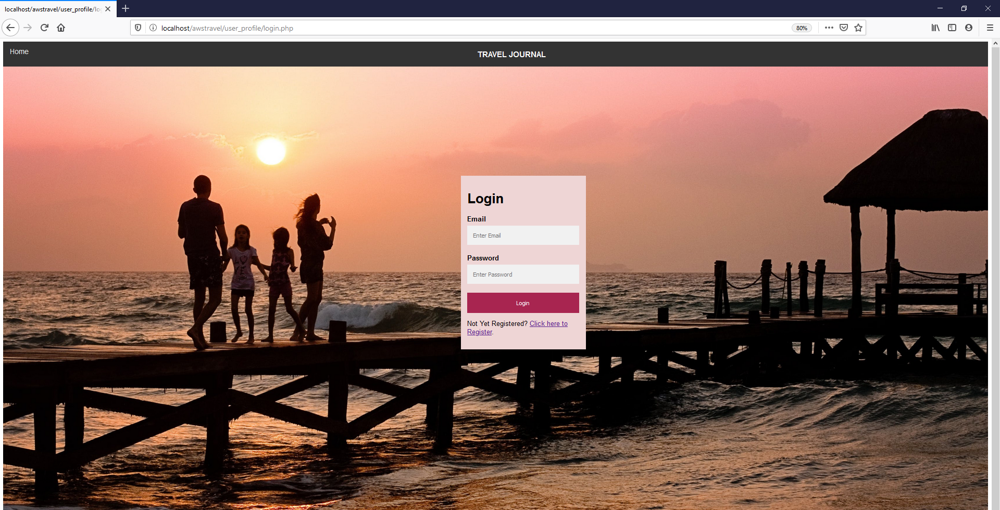 localhost/awstravel/user_profile/log
localhost/awstravel/user_profile/login.php
80%
Home
TRAVEL JOURNAL
Login
Email
Enter Email
Password
Enter Password
Login
Not Yet Registered? Click here to
Register.